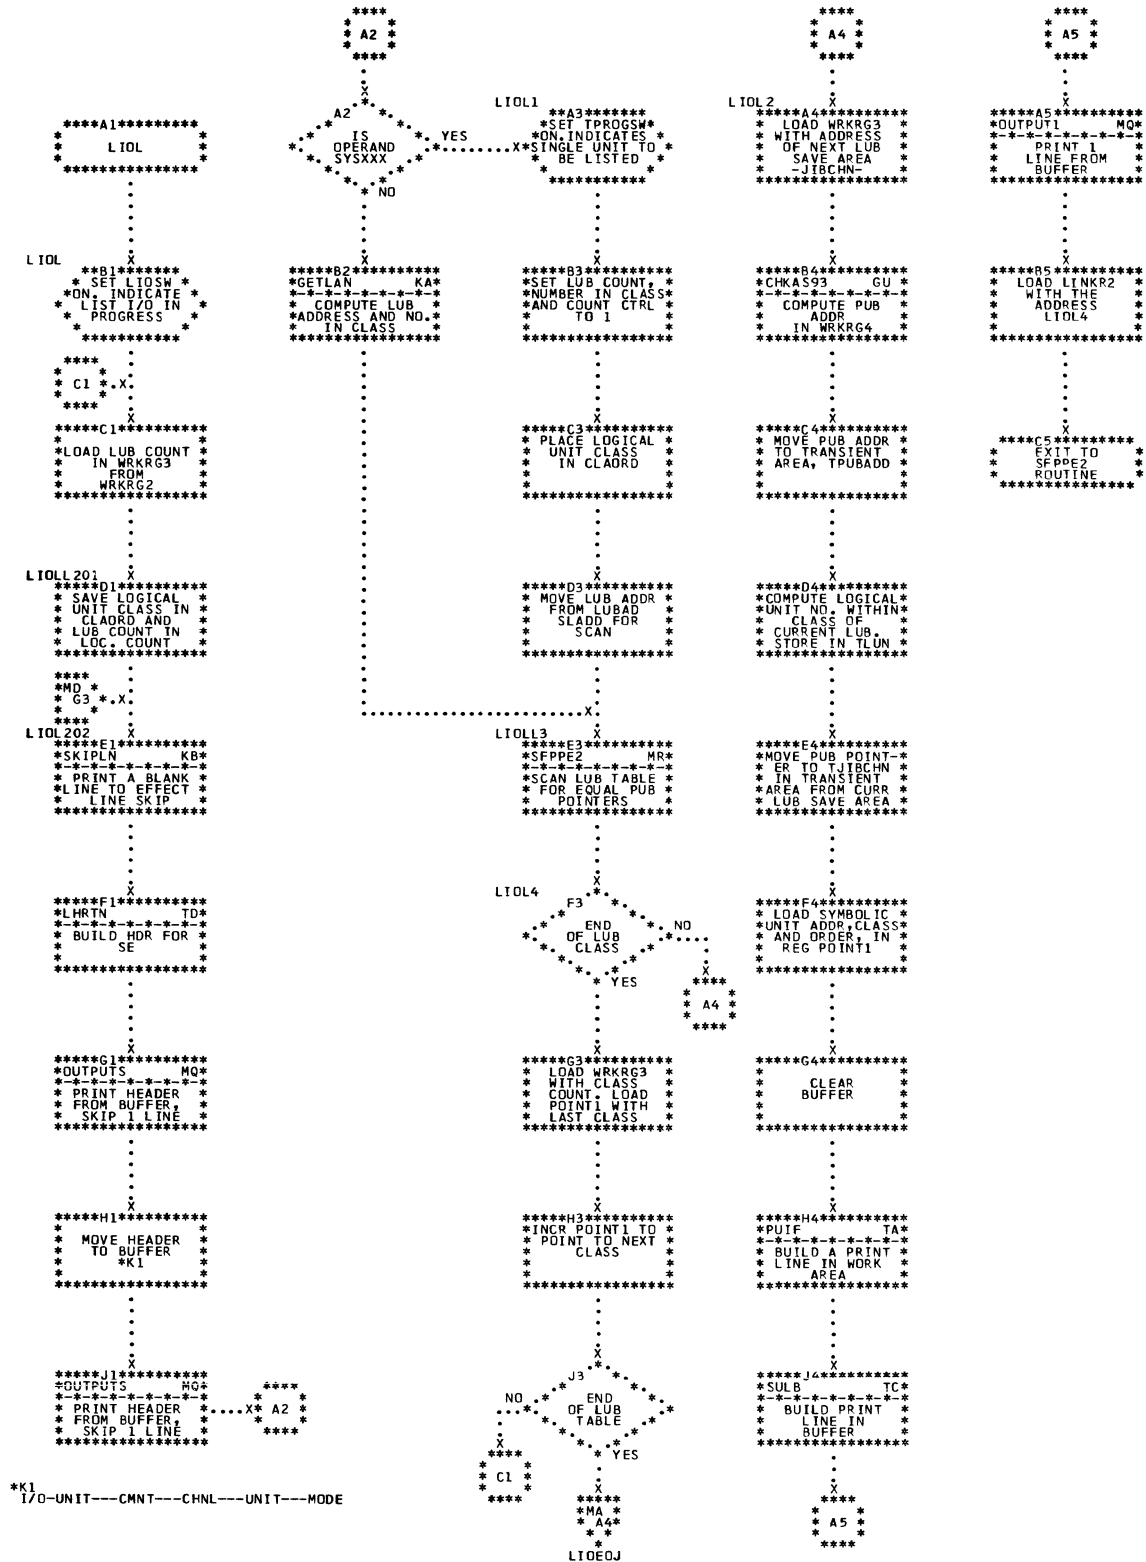 A1
LIOL
LIOL
B1
SET LIOSW
ON. INDICATE
LIST I/O IN
PROGRESS
C1
C1
LOAD LUB COUNT
IN WRKRG3
FROM
WRKRG2
LIOLL201
D1
SAVE LOGICAL
UNIT CLASS IN
CLAORD AND
LUB COUNT IN
LOC. COUNT
MD
G3
LIOL202
E1
SKIPLN KB
PRINT A BLANK
LINE TO EFFECT
LINE SKIP
F1
LHRTN TD
BUILD HDR FOR
SE
G1
OUTPUTS MQ
PRINT HEADER
FROM BUFFER,
SKIP 1 LINE
H1
MOVE HEADER
TO BUFFER
*K1
J1
OUTPUTS MQ
PRINT HEADER
FROM BUFFER,
SKIP 1 LINE
A2
*K1
I/O-UNIT---CMNT---CHNL---UNIT---MODE
A2
A2
IS
OPERAND
SYSXXX
YES
NO
B2
GETLAN KA
COMPUTE LUB
ADDRESS AND NO.
IN CLASS
LIOL1
A3
SET TPROGSW
ON.INDICATES
SINGLE UNIT TO
BE LISTED
B3
SET LUB COUNT,
NUMBER IN CLASS
AND COUNT CTRL
TO 1
C3
PLACE LOGICAL
UNIT CLASS
IN CLAORD
D3
MOVE LUB ADDR
FROM LUBAD
SLADD FOR
SCAN
LIOLL3
E3
SFPPE2 MR
SCAN LUB TABLE
FOR EQUAL PUB
POINTERS
LIOL4
F3
END
OF LUB
CLASS
NO
YES
A4
G3
LOAD WRKRG3
WITH CLASS
COUNT. LOAD
POINT1 WITH
LAST CLASS
H3
INCR POINT1 TO
POINT TO NEXT
CLASS
J3
END
OF LUB
TABLE
NO
YES
C1
MA
A4
LIOEOJ
A4
LIOL2
A4
LOAD WRKRG3
WITH ADDRESS
OF NEXT LUB
SAVE AREA
-JIBCHN-
B4
CHKAS93 GU
COMPUTE PUB
ADDR
IN WRKRG4
C4
MOVE PUB ADDR
TO TRANSIENT
AREA, TPUBADD
D4
COMPUTE LOGICAL
UNIT NO. WITHIN
CLASS OF
CURRENT LUB.
STORE IN TLUN
E4
MOVE PUB POINT-
ER TO TJIBCHN
IN TRANSIENT
AREA FROM CURR
LUB SAVE AREA
F4
LOAD SYMBOLIC
UNIT ADDR,CLASS
AND ORDER, IN
REG POINT1
G4
CLEAR
BUFFER
H4
PUIF TA
BUILD A PRINT
LINE IN WORK
AREA
J4
SULB TC
BUILD PRINT
LINE IN
BUFFER
A5
A5
A5
OUTPUT1 MQ
PRINT 1
LINE FROM
BUFFER
B5
LOAD LINKR2
WITH THE
ADDRESS
LIOL4
C5
EXIT TO
SFPPE2
ROUTINE